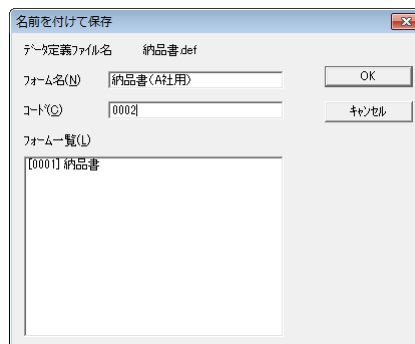 名前を付けて保存
データ定義ファイル名 納品書.def
フォーム名(N) 納品書(A社用) OK
コード(C) 0002 キャンセル
フォーム一覧(L)
[0001] 納品書